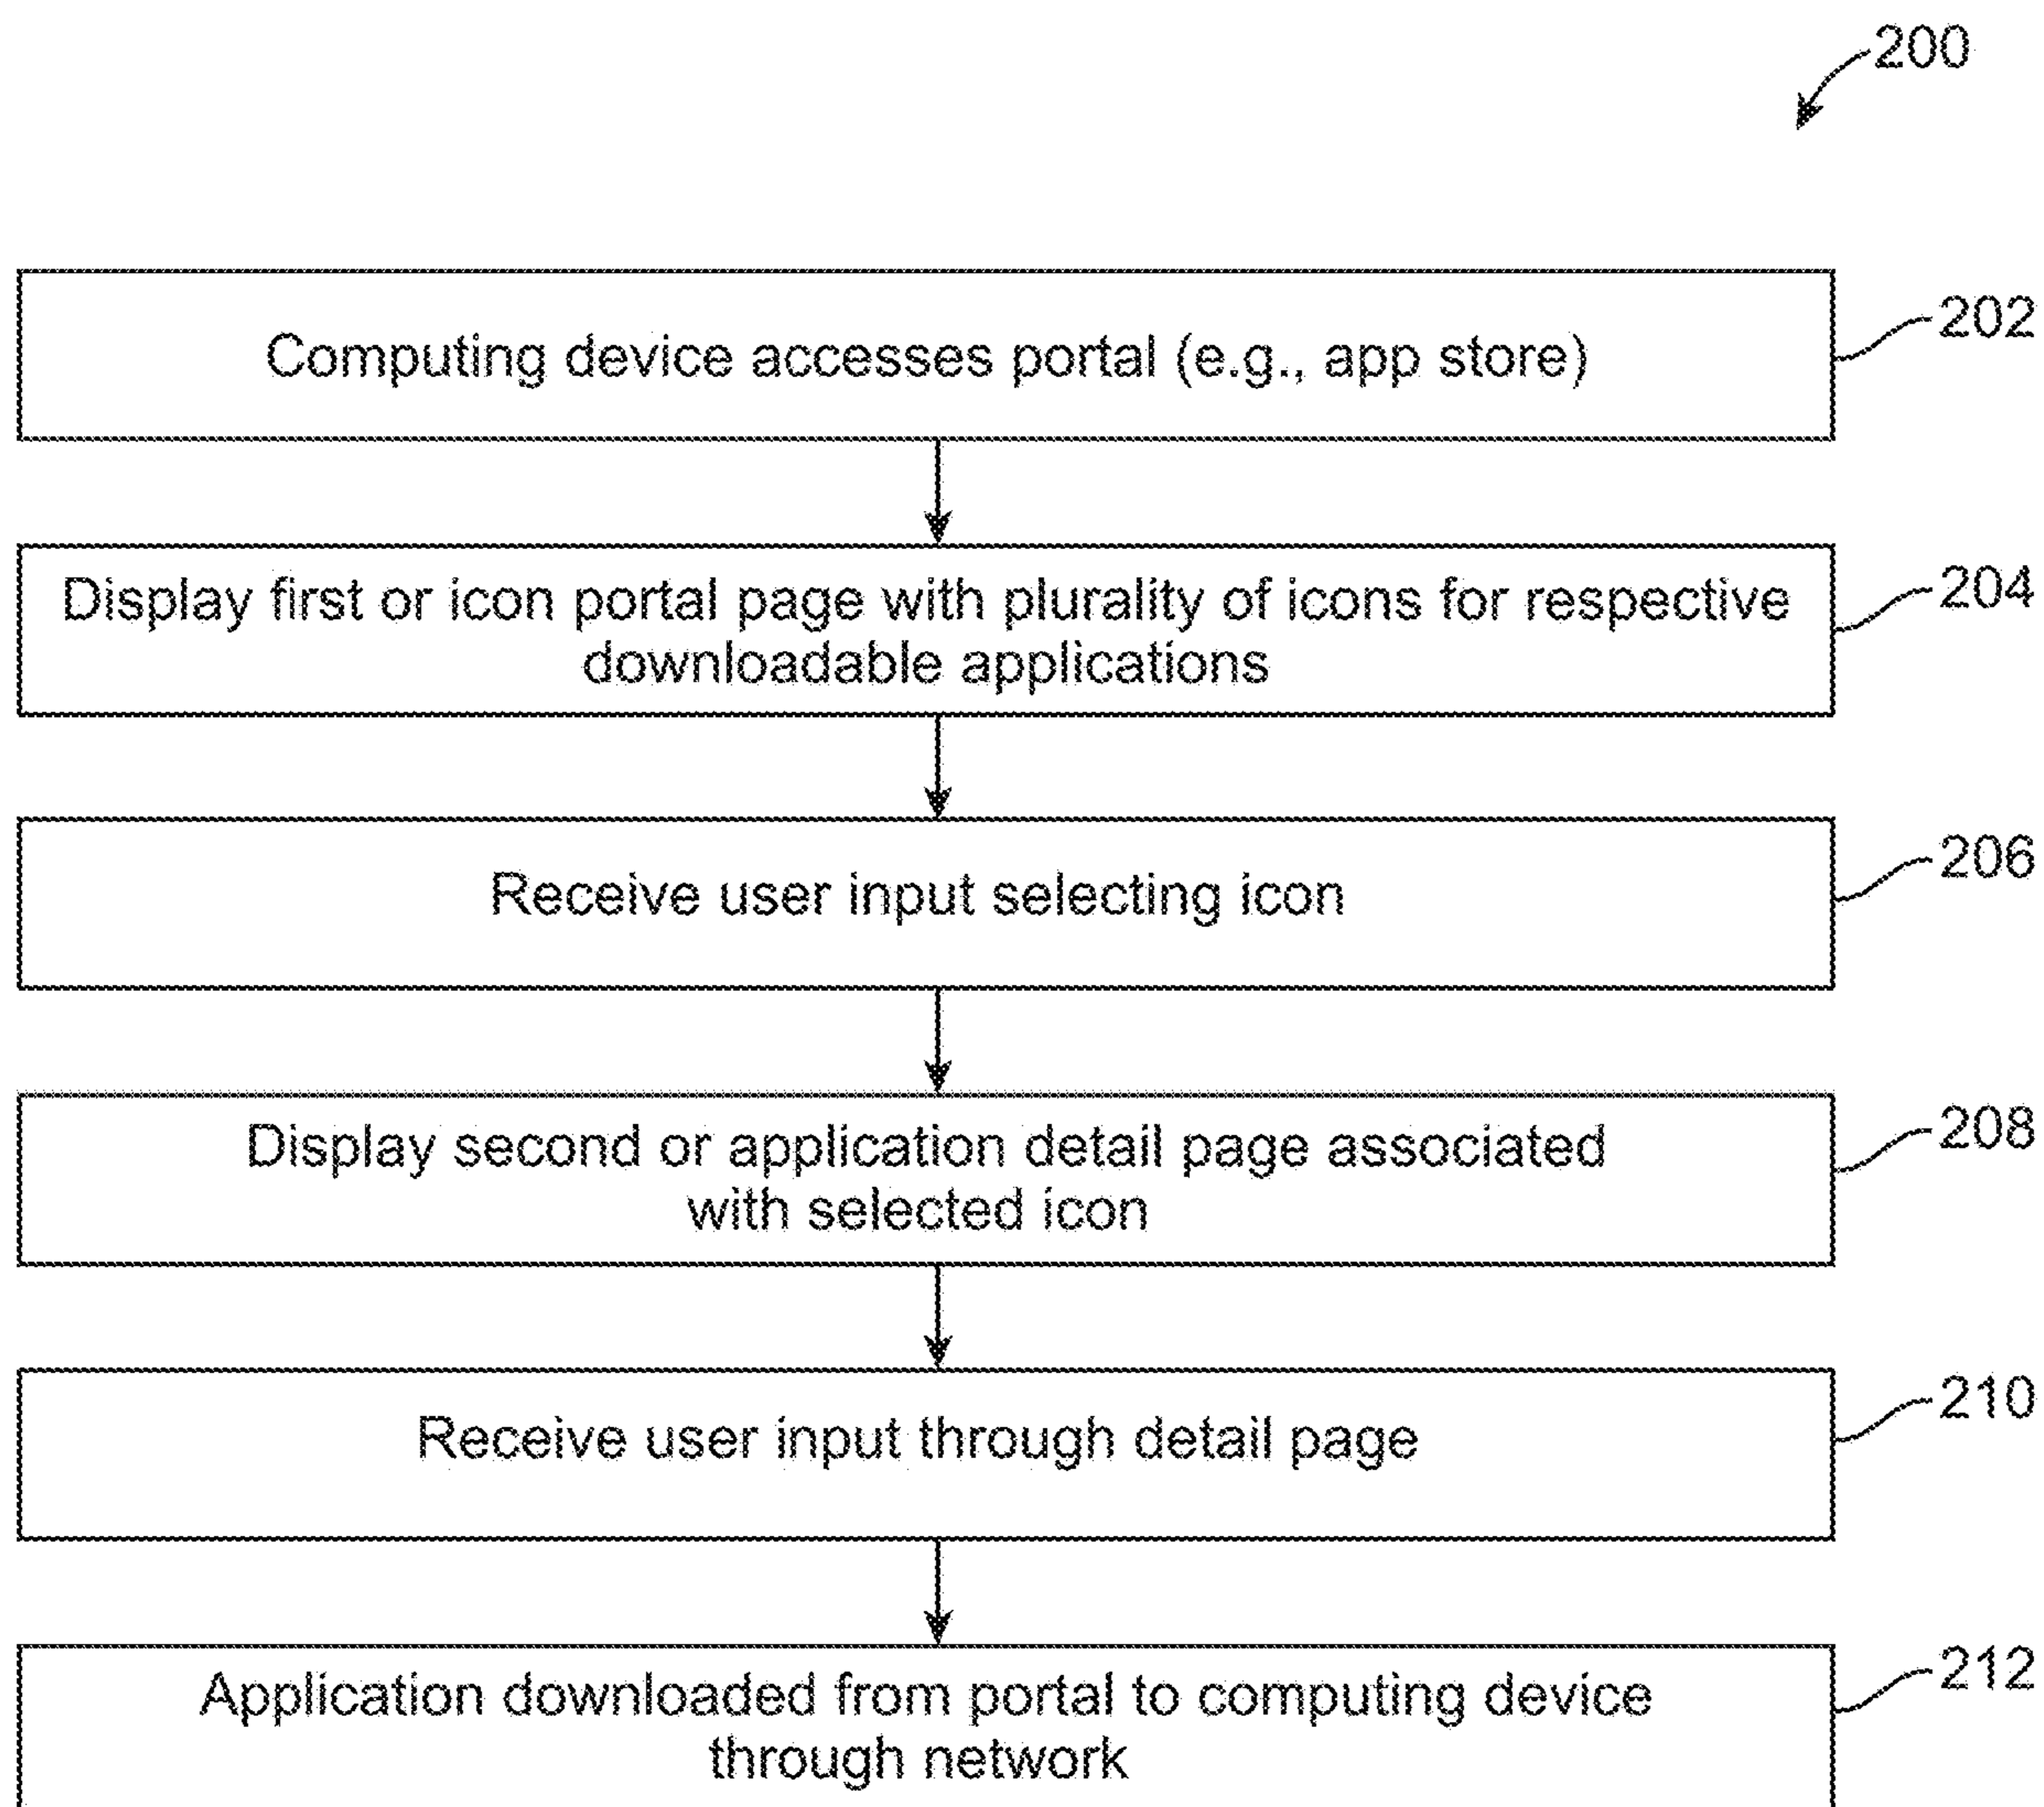 200
Computing device accesses portal (e.g., app store)
202
Display first or icon portal page with plurality of icons for respective
downloadable applications
204
Receive user input selecting icon
206
Display second or application detail page associated
with selected icon
208
Receive user input through detail page
210
Application downloaded from portal to computing device
through network
212